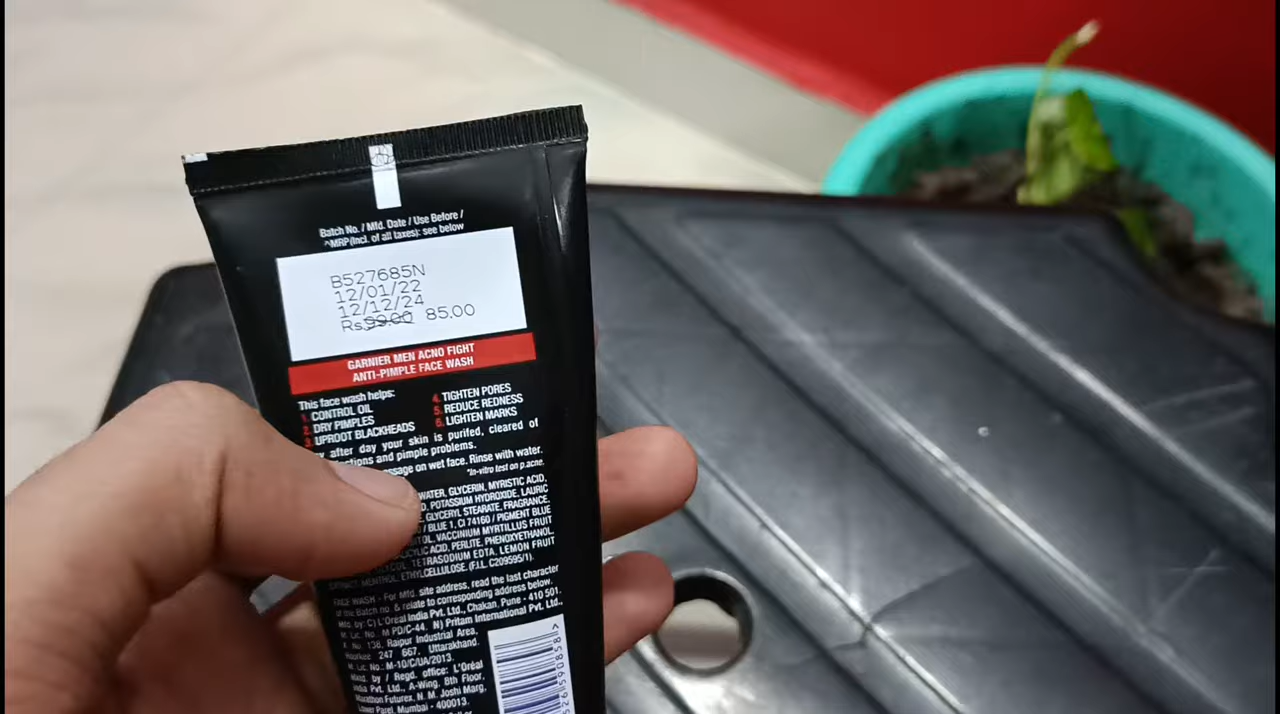 Batch No. / Mfd. Date / Use Before /
^MRP(Incl. of all taxes): see below
B527685N
12/01/22
12/12/24
Rs.99.00 85.00
GARNIER MEN ACNO FIGHT
ANTI-PIMPLE FACE WASH
This face wash helps:
1. CONTROL OIL
2. DRY PIMPLES
3. UPROOT BLACKHEADS
4. TIGHTEN PORES
5. REDUCE REDNESS
6. LIGHTEN MARKS
after day your skin is purifed, cleared of
and pimple problems.
on wet face. Rinse with water.
*In-vitro test on p.acne.
WATER, GLYCERIN, MYRISTIC ACID,
POTASSIUM HYDROXIDE, LAURIC
GLYCERYL STEARATE, FRAGRANCE,
/ BLUE 1, CI 74160 / PIGMENT BLUE
VACCINIUM MYRTILLUS FRUIT
ACID, PERLITE, PHENOXYETHANOL,
TETRASODIUM EDTA, LEMON FRUIT
EXTRACT, MENTHOL, ETHYLCELLULOSE. (F.I.L. C209595/1).
FACE WASH - For Mfd. site address, read the last character
of the Batch no. & relate to corresponding address below.
Mfd. by: C) L'Oréal India Pvt. Ltd., Chakan, Pune - 410 501.
M. Lic. No. M PD/C-44. N) Pritam International Pvt. Ltd.,
K. No 138, Raipur Industrial Area,
Roorkee 247 667, Uttarakhand.
M. Lic. No.: M-10/C/UA/2013.
Mktd. by / Regd. office: L'Oréal
India Pvt. Ltd., A-Wing, 8th Floor,
Marathon Futurex, N. M. Joshi Marg,
Lower Parel, Mumbai - 400013.